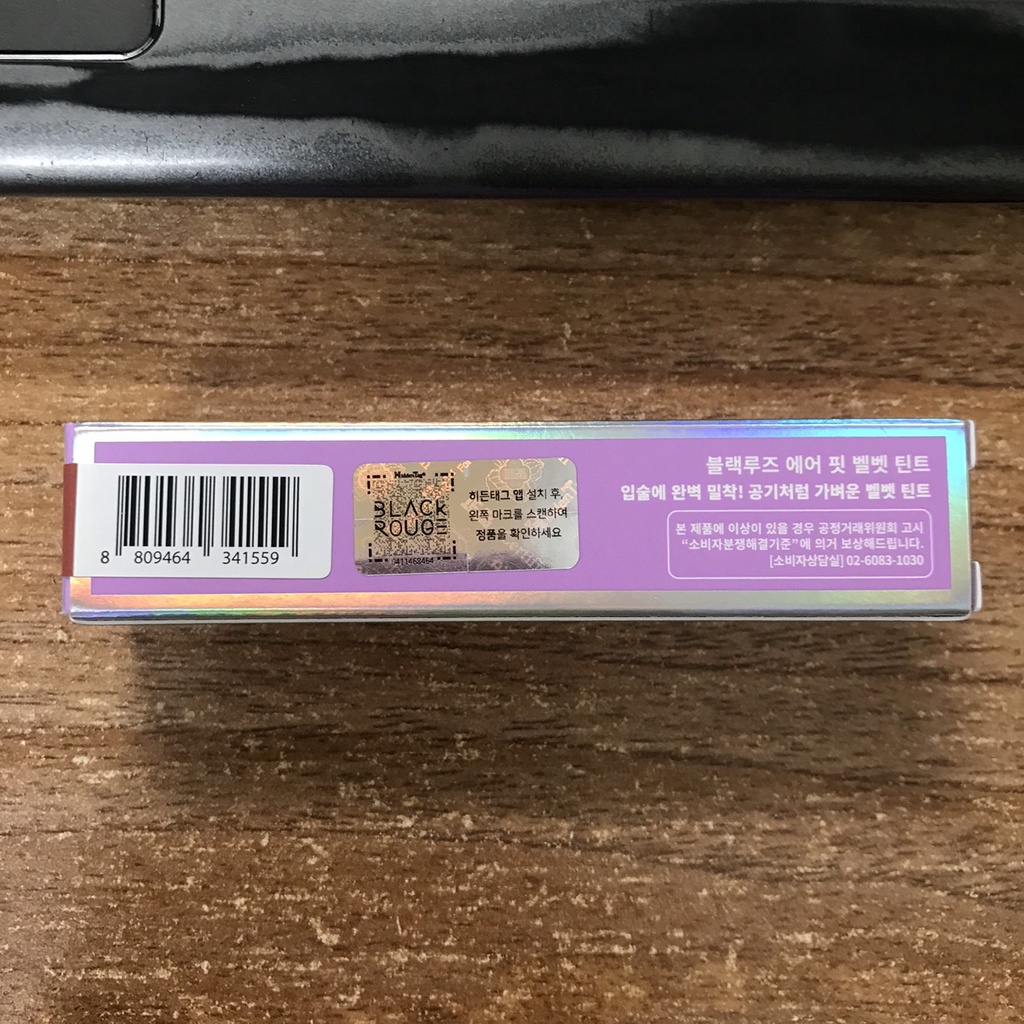 8 809464 341559
HiddenTag
BLACK
ROUGE
히든태그 앱 설치 후,
왼쪽 마크를 스캔하여
정품을 확인하세요
블랙루즈 에어 핏 벨벳 틴트
입술에 완벽 밀착! 공기처럼 가벼운 벨벳 틴트
본 제품에 이상이 있을 경우 공정거래위원회 고시
“소비자분쟁해결기준”에 의거 보상해드립니다.
[소비자상담실] 02-6083-1030